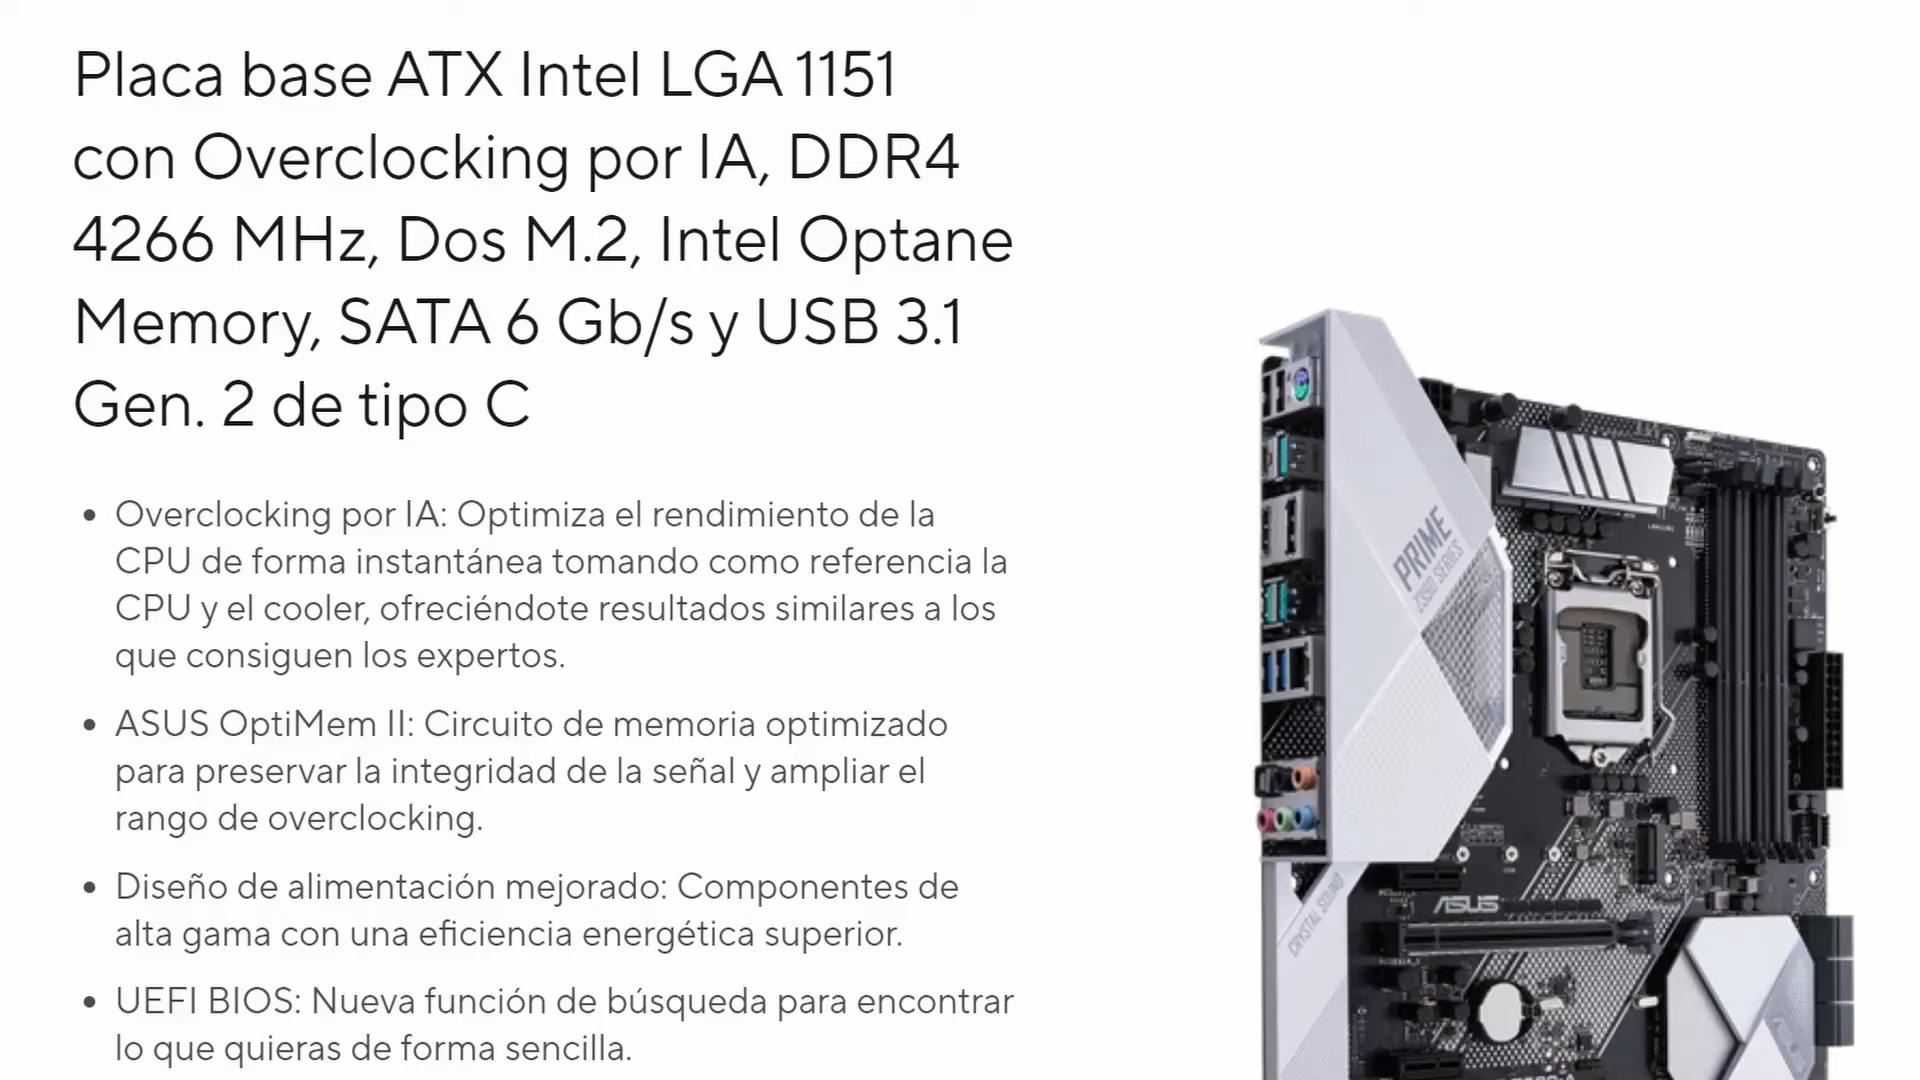 Placa base ATX Intel LGA 1151
con Overclocking por IA, DDR4
4266 MHz, Dos M.2, Intel Optane
Memory, SATA 6 Gb/s y USB 3.1
Gen. 2 de tipo C
• Overclocking por IA: Optimiza el rendimiento de la
CPU de forma instantánea tomando como referencia la
CPU y el cooler, ofreciéndote resultados similares a los
que consiguen los expertos.
• ASUS OptiMem II: Circuito de memoria optimizado
para preservar la integridad de la señal y ampliar el
rango de overclocking.
• Diseño de alimentación mejorado: Componentes de
alta gama con una eficiencia energética superior.
• UEFI BIOS: Nueva función de búsqueda para encontrar
lo que quieras de forma sencilla.
PRIME
Z390 SERIES
CRYSTAL SOUND
ASUS